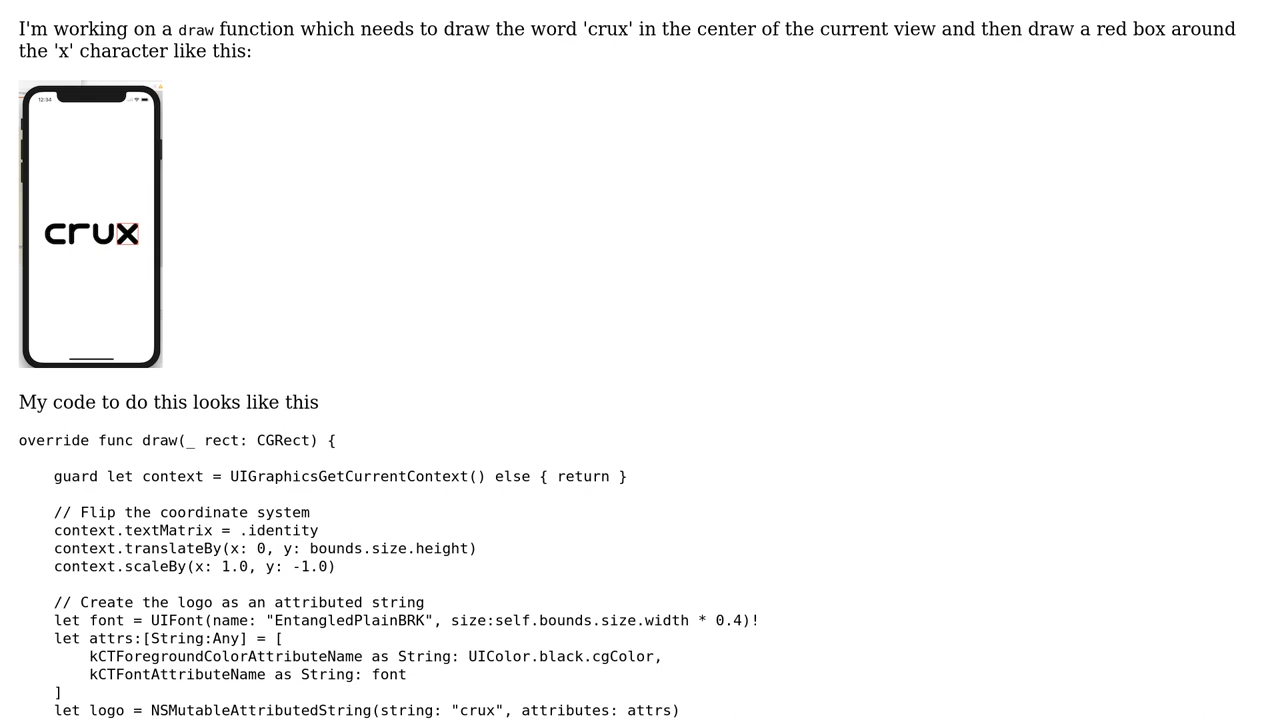 I'm working on a draw function which needs to draw the word 'crux' in the center of the current view and then draw a red box around
the 'x' character like this:
12:34
crux
My code to do this looks like this
override func draw(_ rect: CGRect) {
    guard let context = UIGraphicsGetCurrentContext() else { return }
    // Flip the coordinate system
    context.textMatrix = .identity
    context.translateBy(x: 0, y: bounds.size.height)
    context.scaleBy(x: 1.0, y: -1.0)
    // Create the logo as an attributed string
    let font = UIFont(name: "EntangledPlainBRK", size:self.bounds.size.width * 0.4)!
    let attrs:[String:Any] = [
        kCTForegroundColorAttributeName as String: UIColor.black.cgColor,
        kCTFontAttributeName as String: font
    ]
    let logo = NSMutableAttributedString(string: "crux", attributes: attrs)